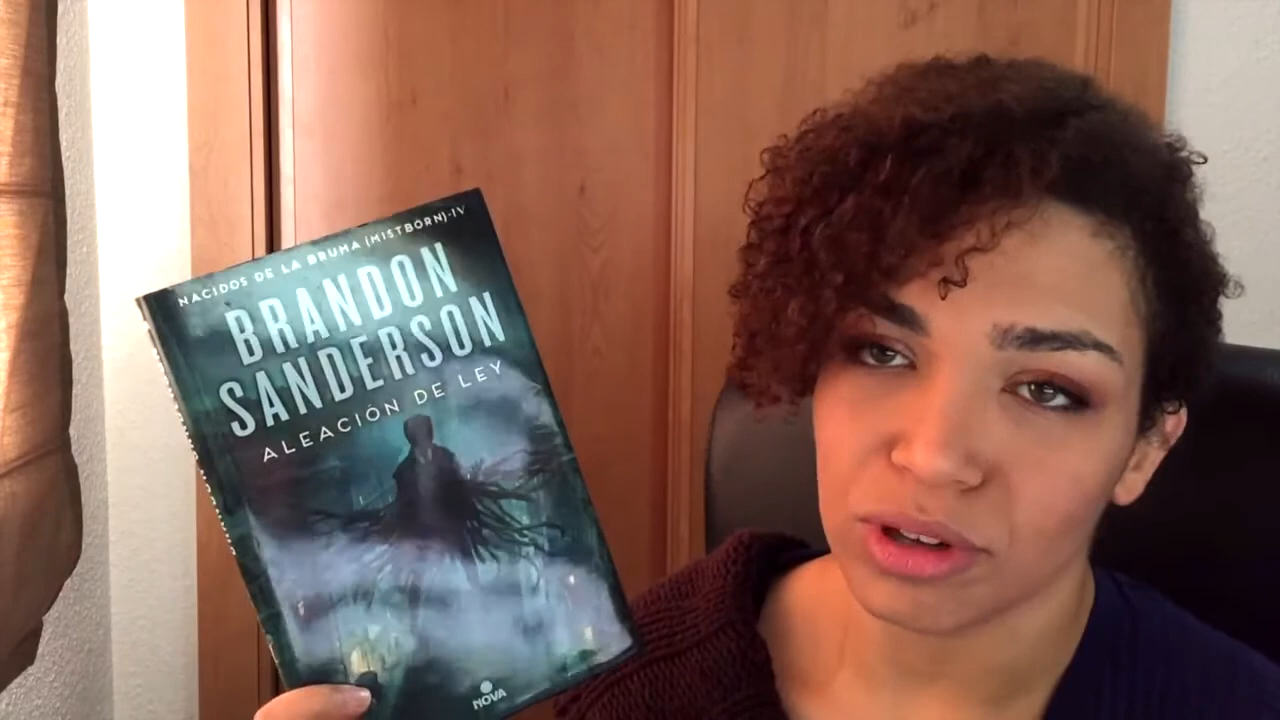 NACIDOS DE LA BRUMA (MISTBORN)-IV
BRANDON
SANDERSON
ALEACIÓN DE LEY
NOVA